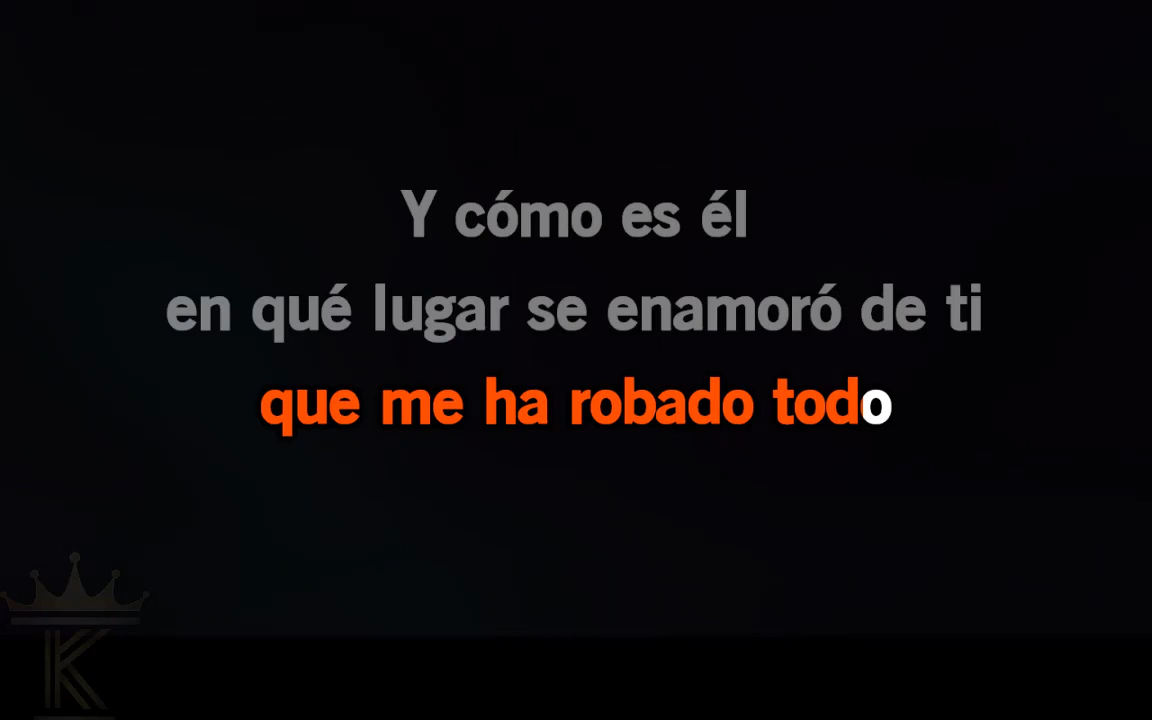 Y cómo es él
en qué lugar se enamoró de ti
que me ha robado todo
K